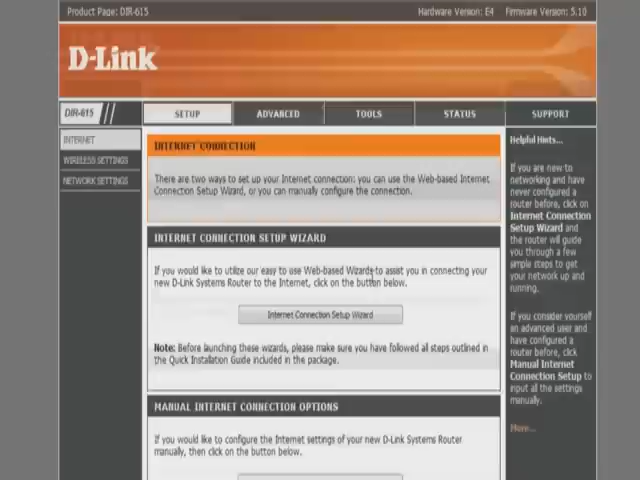 Product Page: DIR-615
Hardware Version: E4 Firmware Version: 5.10
D-Link
DIR-615
SETUP
ADVANCED
TOOLS
STATUS
SUPPORT
INTERNET
WIRELESS SETTINGS
NETWORK SETTINGS
INTERNET CONNECTION
There are two ways to set up your Internet connection: you can use the Web-based Internet
Connection Setup Wizard, or you can manually configure the connection.
INTERNET CONNECTION SETUP WIZARD
If you would like to utilize our easy to use Web-based Wizards to assist you in connecting your
new D-Link Systems Router to the Internet, click on the button below.
Internet Connection Setup Wizard
Note: Before launching these wizards, please make sure you have followed all steps outlined in
the Quick Installation Guide included in the package.
MANUAL INTERNET CONNECTION OPTIONS
If you would like to configure the Internet settings of your new D-Link Systems Router
manually, then click on the button below.
Helpful Hints...
If you are new to
networking and have
never configured a
router before, click on
Internet Connection
Setup Wizard and
the router will guide
you through a few
simple steps to get
your network up and
running.
If you consider yourself
an advanced user and
have configured a
router before, click
Manual Internet
Connection Setup to
input all the settings
manually.
More...